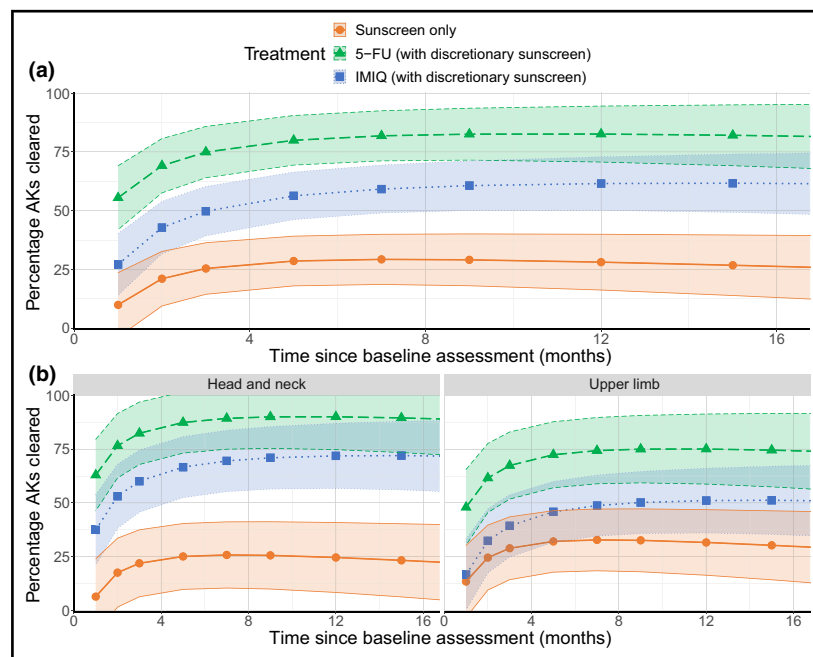 Sunscreen only
Treatment
5−FU (with discretionary sunscreen)
IMIQ (with discretionary sunscreen)
(a)
Percentage AKs cleared
100
75
50
25
0
0 4 8 12 16
Time since baseline assessment (months)
(b)
Head and neck Upper limb
Percentage AKs cleared
100
75
50
25
0
0 4 8 12 16 0 4 8 12 16
Time since baseline assessment (months)